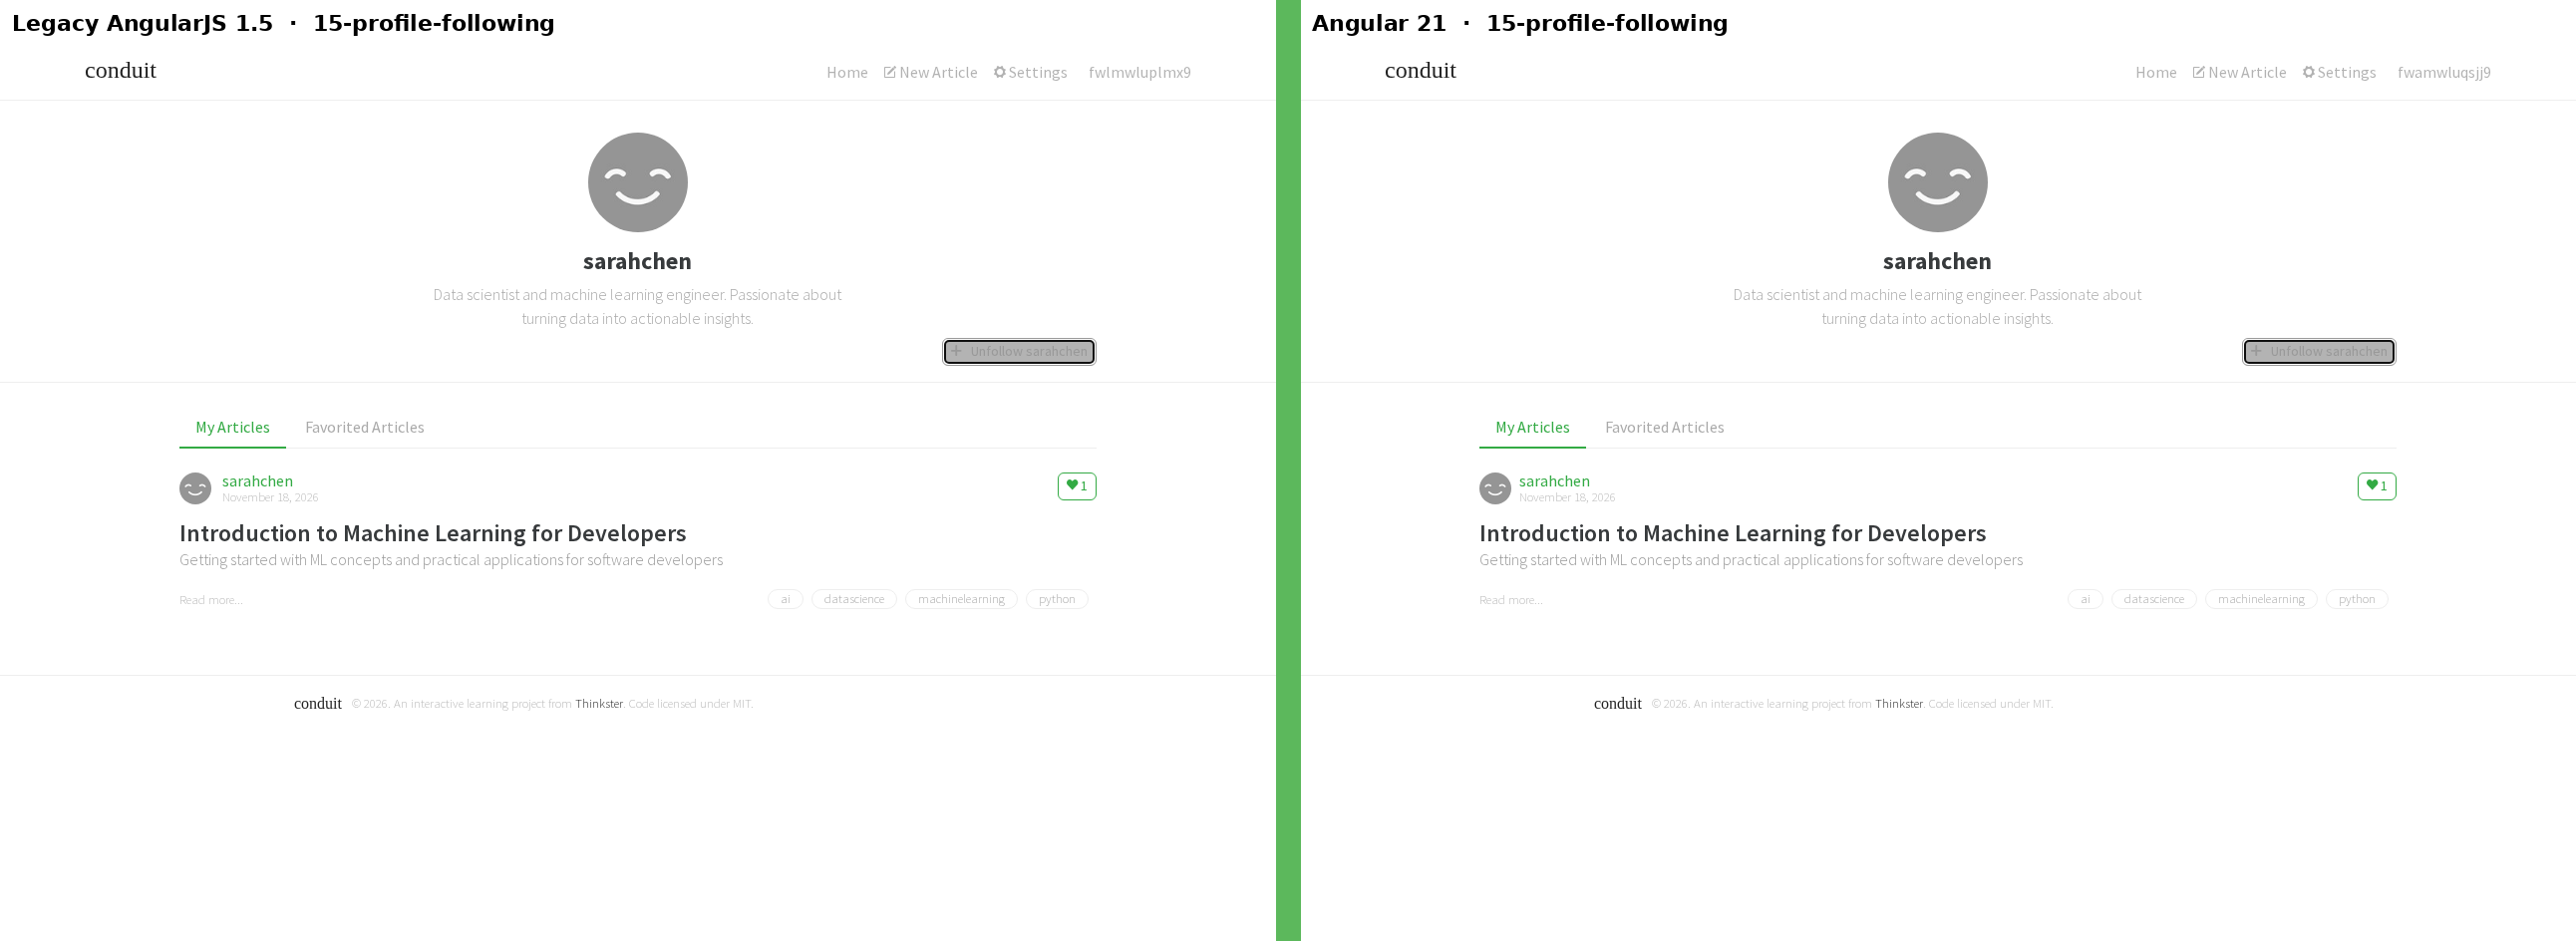 Legacy AngularJS 1.5 · 15-profile-following
conduit
Home New Article Settings fwlmwluplmx9
sarahchen
Data scientist and machine learning engineer. Passionate about
turning data into actionable insights.
+ Unfollow sarahchen
My Articles Favorited Articles
sarahchen
November 18, 2026
1
Introduction to Machine Learning for Developers
Getting started with ML concepts and practical applications for software developers
Read more...
ai datascience machinelearning python
conduit © 2026. An interactive learning project from Thinkster. Code licensed under MIT.
Angular 21 · 15-profile-following
conduit
Home New Article Settings fwamwluqsjj9
sarahchen
Data scientist and machine learning engineer. Passionate about
turning data into actionable insights.
+ Unfollow sarahchen
My Articles Favorited Articles
sarahchen
November 18, 2026
1
Introduction to Machine Learning for Developers
Getting started with ML concepts and practical applications for software developers
Read more...
ai datascience machinelearning python
conduit © 2026. An interactive learning project from Thinkster. Code licensed under MIT.